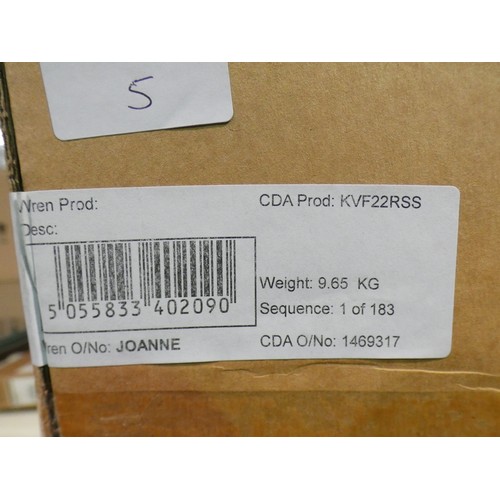 5
Wren Prod:
CDA Prod: KVF22RSS
Desc:
5 055833 402090
Weight: 9.65 KG
Sequence: 1 of 183
Wren O/No: JOANNE
CDA O/No: 1469317